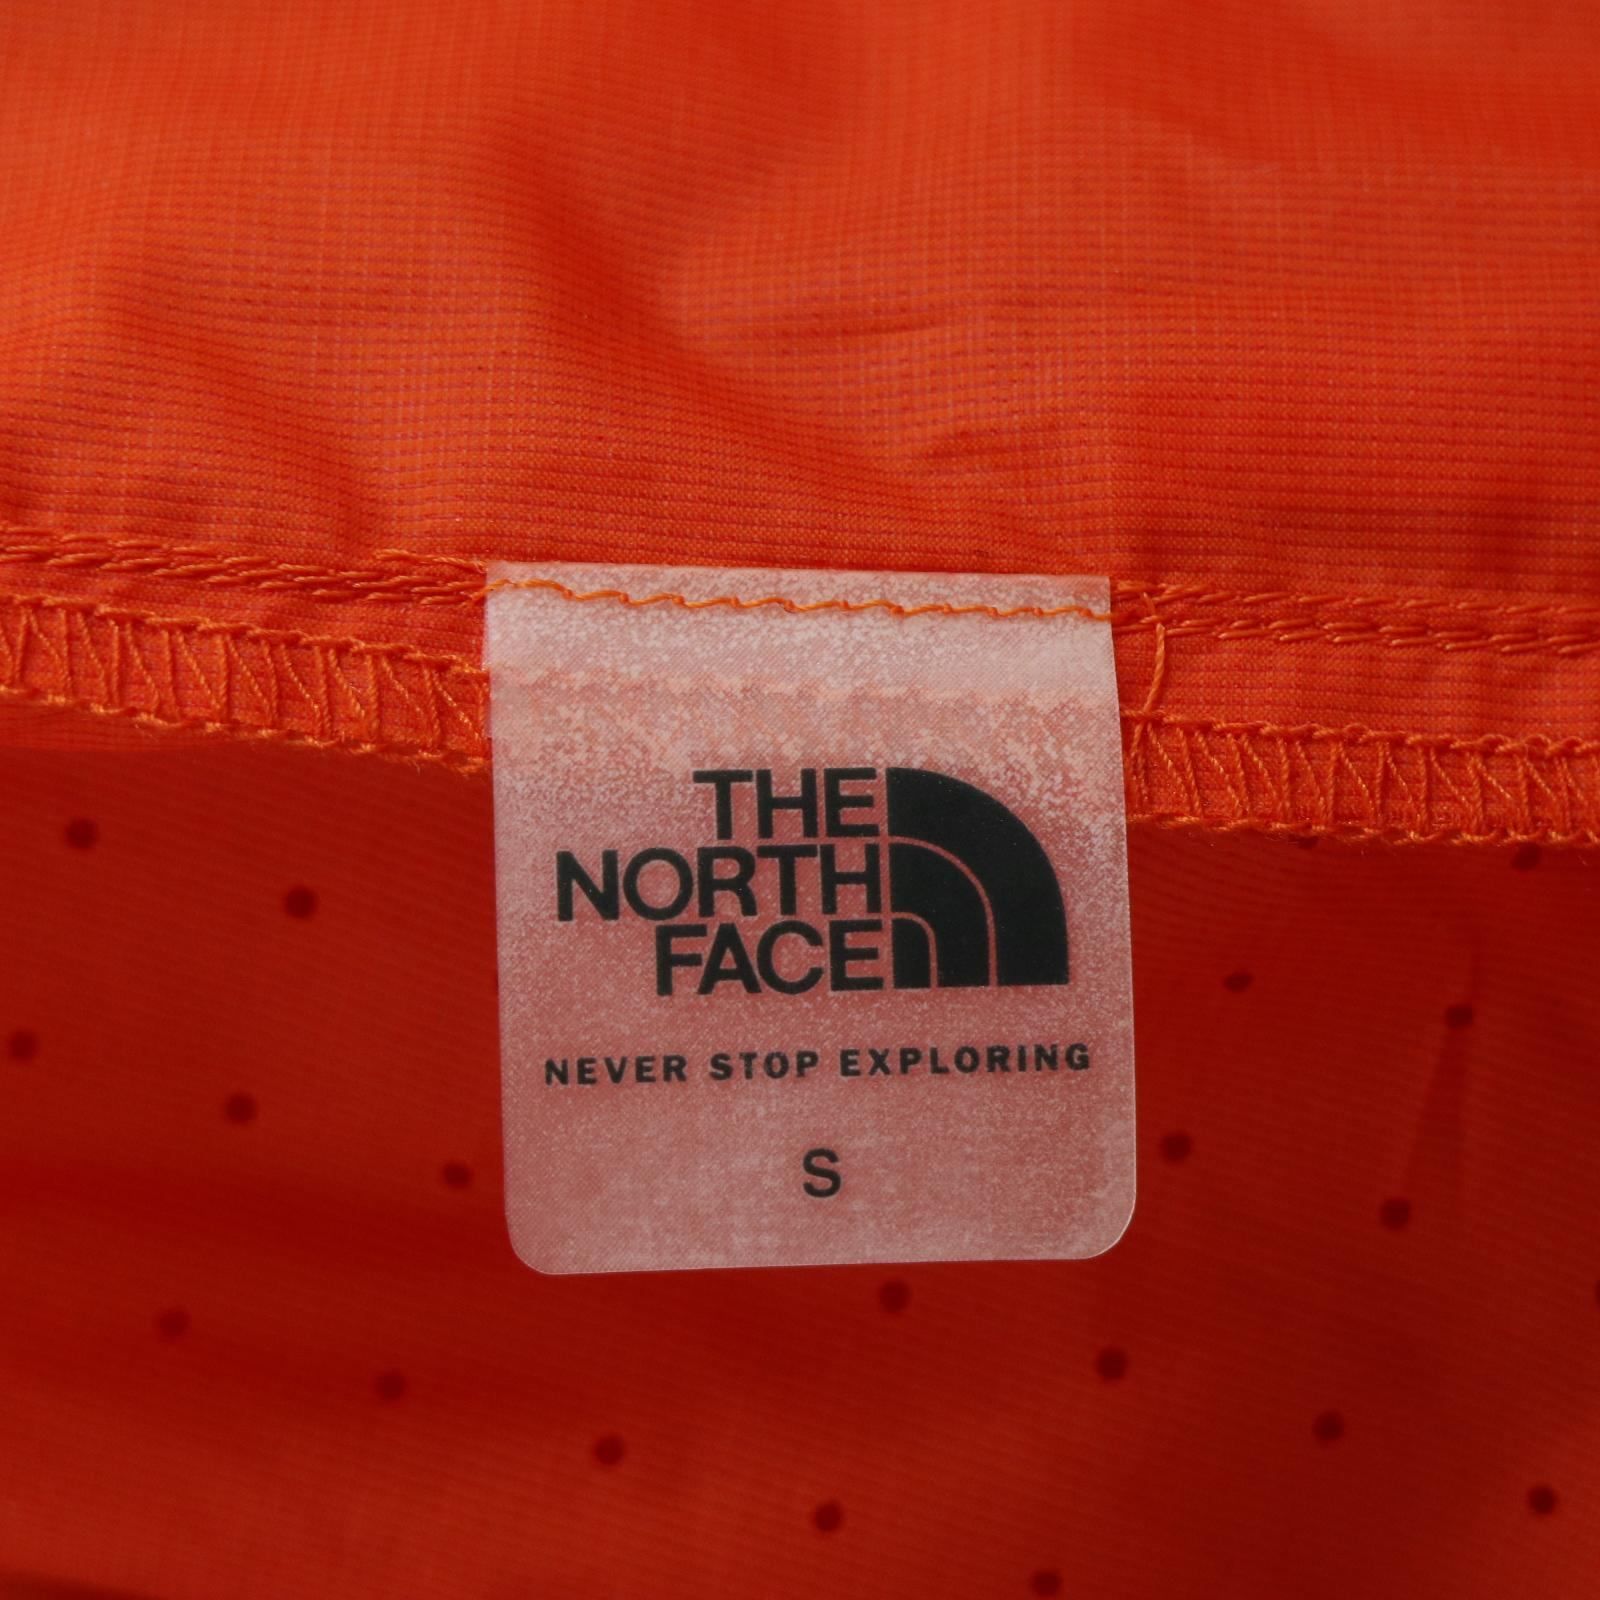 THE
NORTH
FACE
NEVER STOP EXPLORING
S